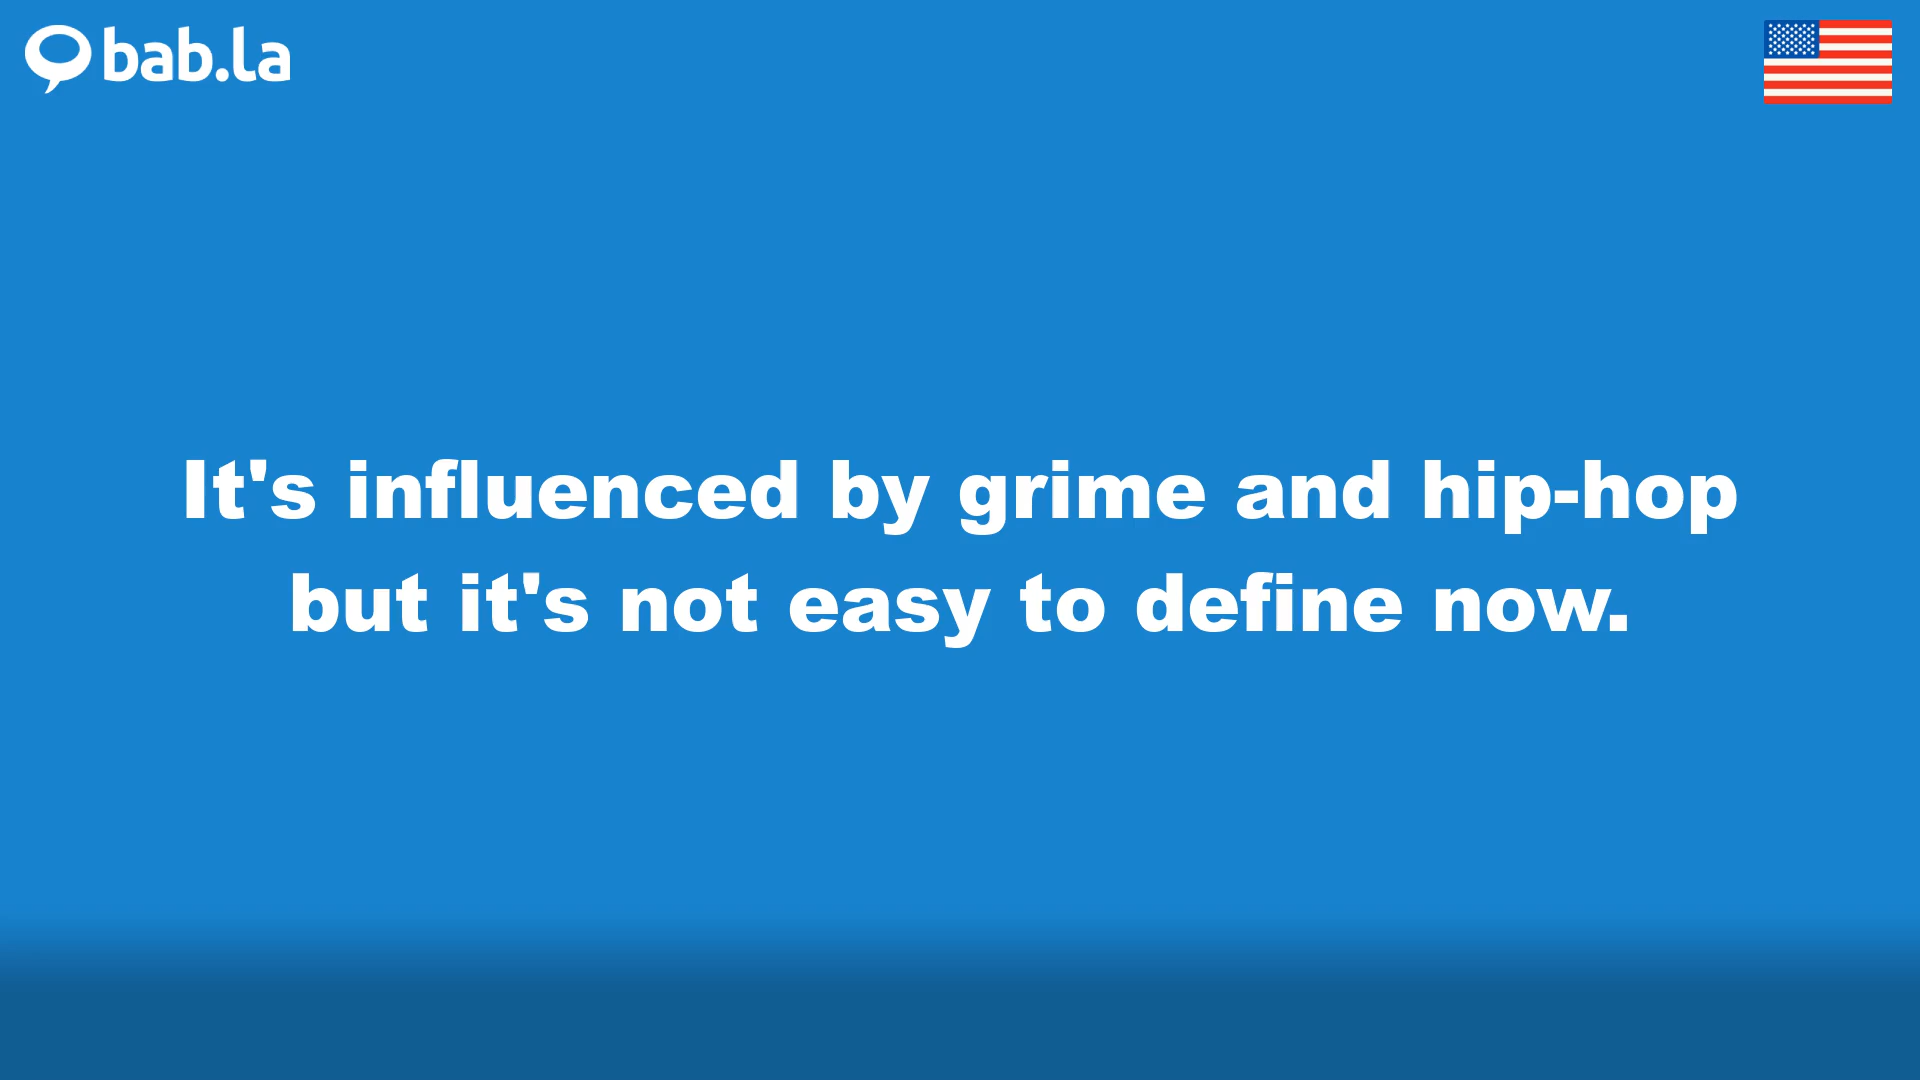 bab.la
It's influenced by grime and hip-hop
but it's not easy to define now.